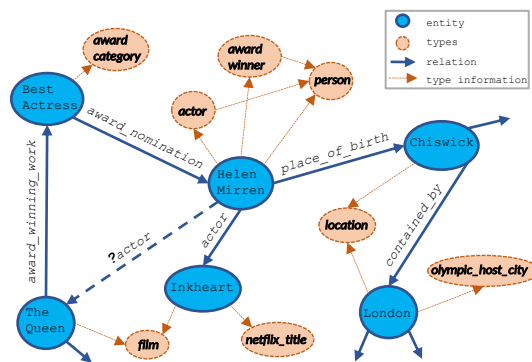 entity
types
relation
type information
award
category
award
winner
person
actor
Best
Actress
award_nomination
Chiswick
place_of_birth
Helen
Mirren
award_winning_work
?actor
actor
location
contained_by
olympic_host_city
Inkheart
The
Queen
London
film
netflix_title